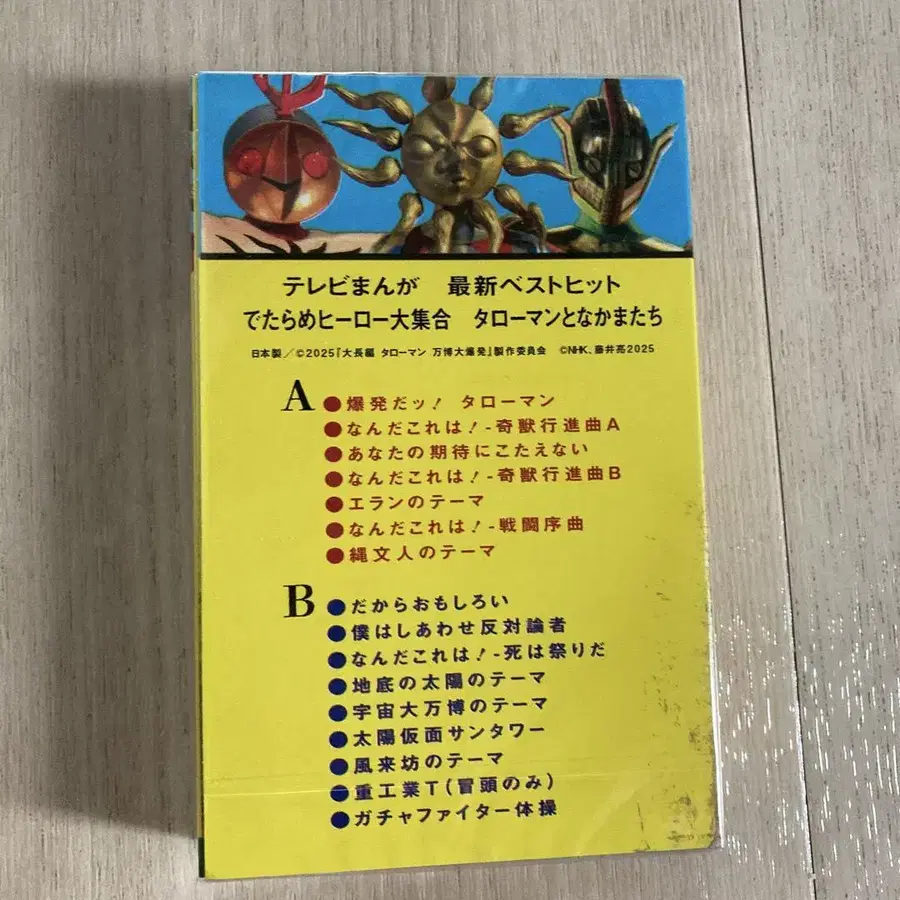 テレビまんが 最新ベストヒット
でたらめヒーロー大集合 タローマンとなかまたち
日本製/©2025『大長編 タローマン 万博大爆発』製作委員会 ©NHK、藤井亮2025
A
●爆発だッ! タローマン
●なんだこれは!-奇獣行進曲A
●あなたの期待にこたえない
●なんだこれは!-奇獣行進曲B
●エランのテーマ
●なんだこれは!-戦闘序曲
●縄文人のテーマ
B
●だからおもしろい
●僕はしあわせ反対論者
●なんだこれは!-死は祭りだ
●地底の太陽のテーマ
●宇宙大万博のテーマ
●太陽仮面サンタワー
●風来坊のテーマ
●重工業T(冒頭のみ)
●ガチャファイター体操